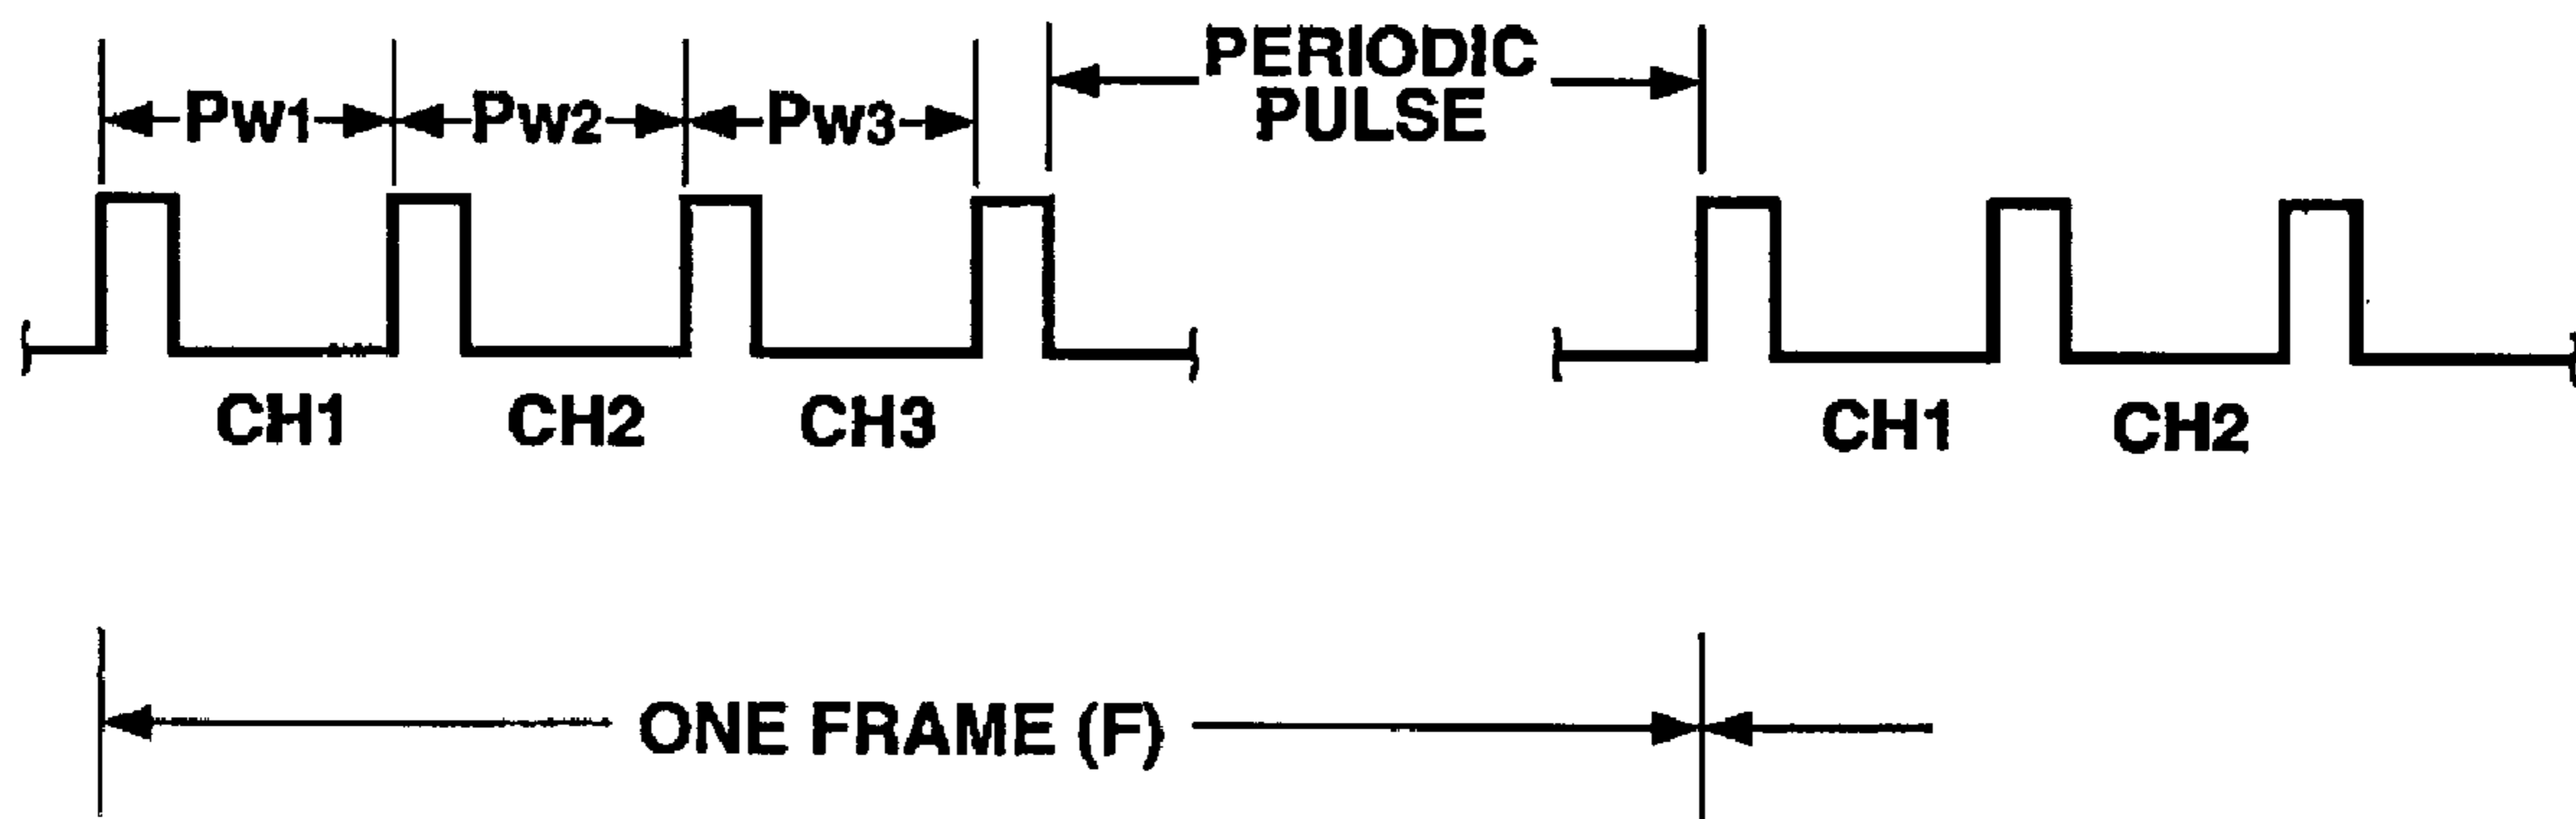 PERIODIC
PULSE
PW1
PW2
PW3
CH1
CH2
CH3
CH1
CH2
ONE FRAME (F)